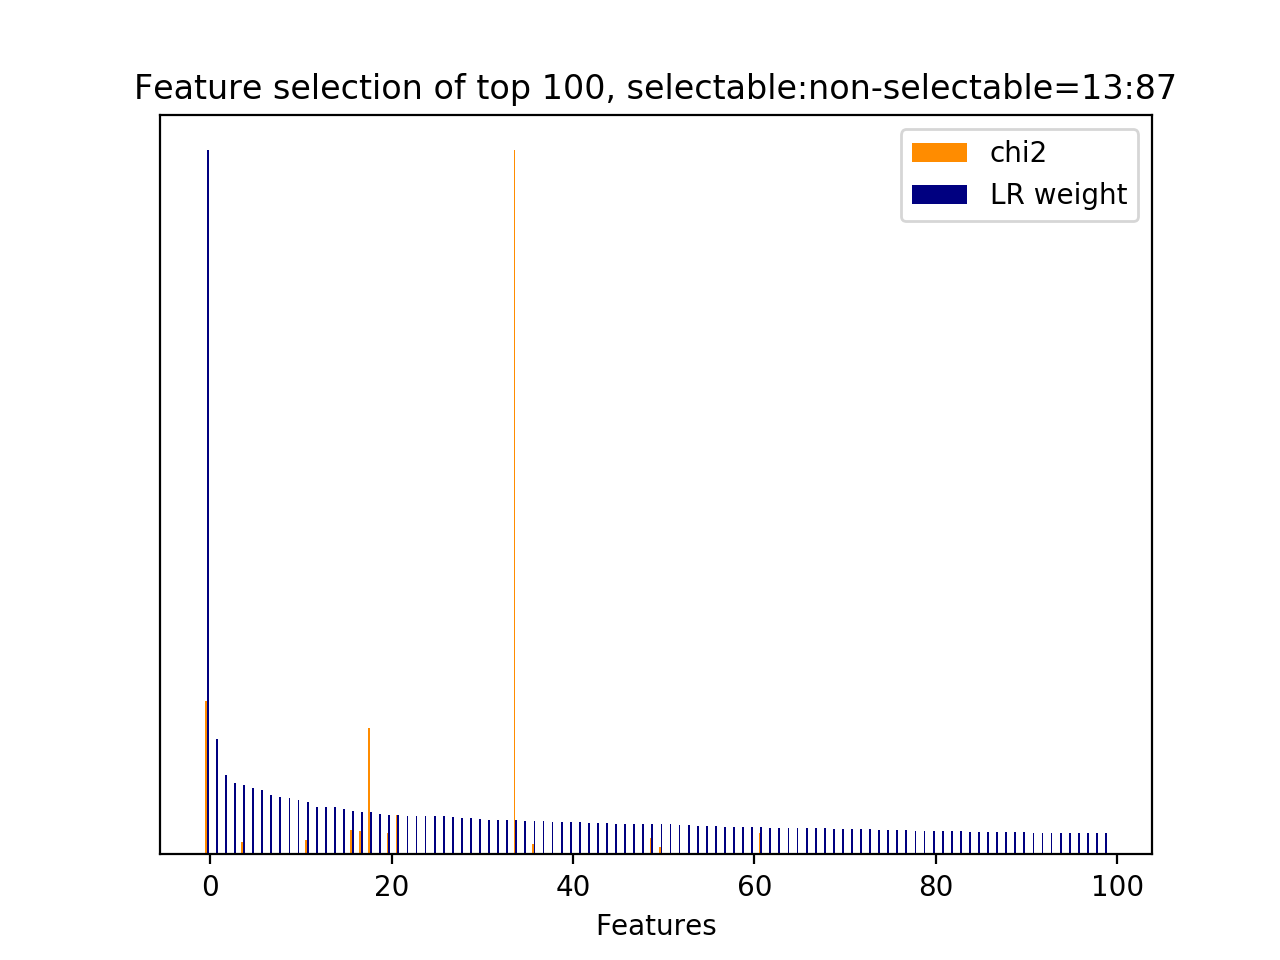 Feature selection of top 100, selectable:non-selectable=13:87
chi2
LR weight
0 20 40 60 80 100
Features